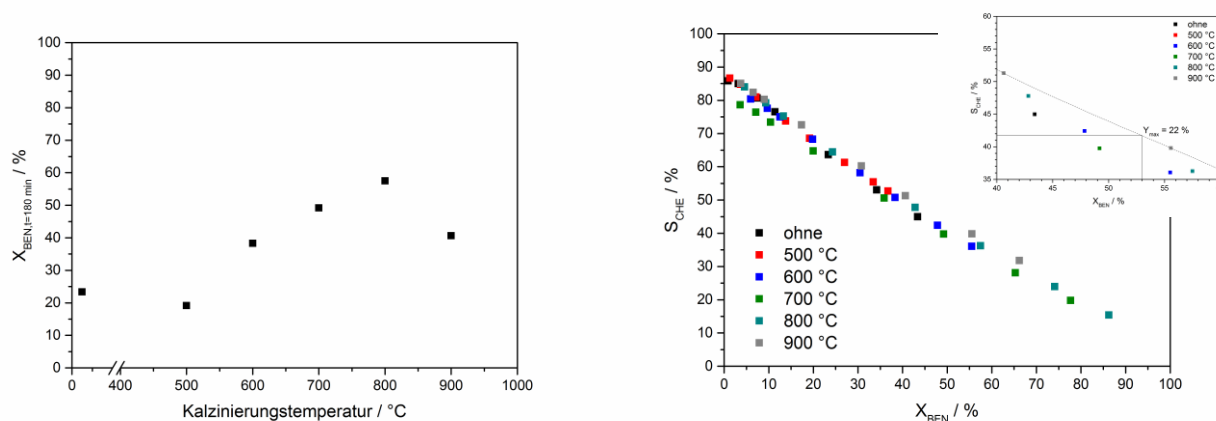 100
90
80
70
60
50
40
30
20
10
0
X_BEN,t=180 min / %
0 400 500 600 700 800 900 1000
Kalzinierungstemperatur / °C
100
90
80
70
60
50
40
30
20
10
0
S_CHE / %
ohne
500 °C
600 °C
700 °C
800 °C
900 °C
0 10 20 30 40 50 60 70 80 90 100
X_BEN / %
60
55
50
45
40
35
S_CHE / %
ohne
500 °C
600 °C
700 °C
800 °C
900 °C
Y_max = 22 %
40 45 50 55 60
X_BEN / %